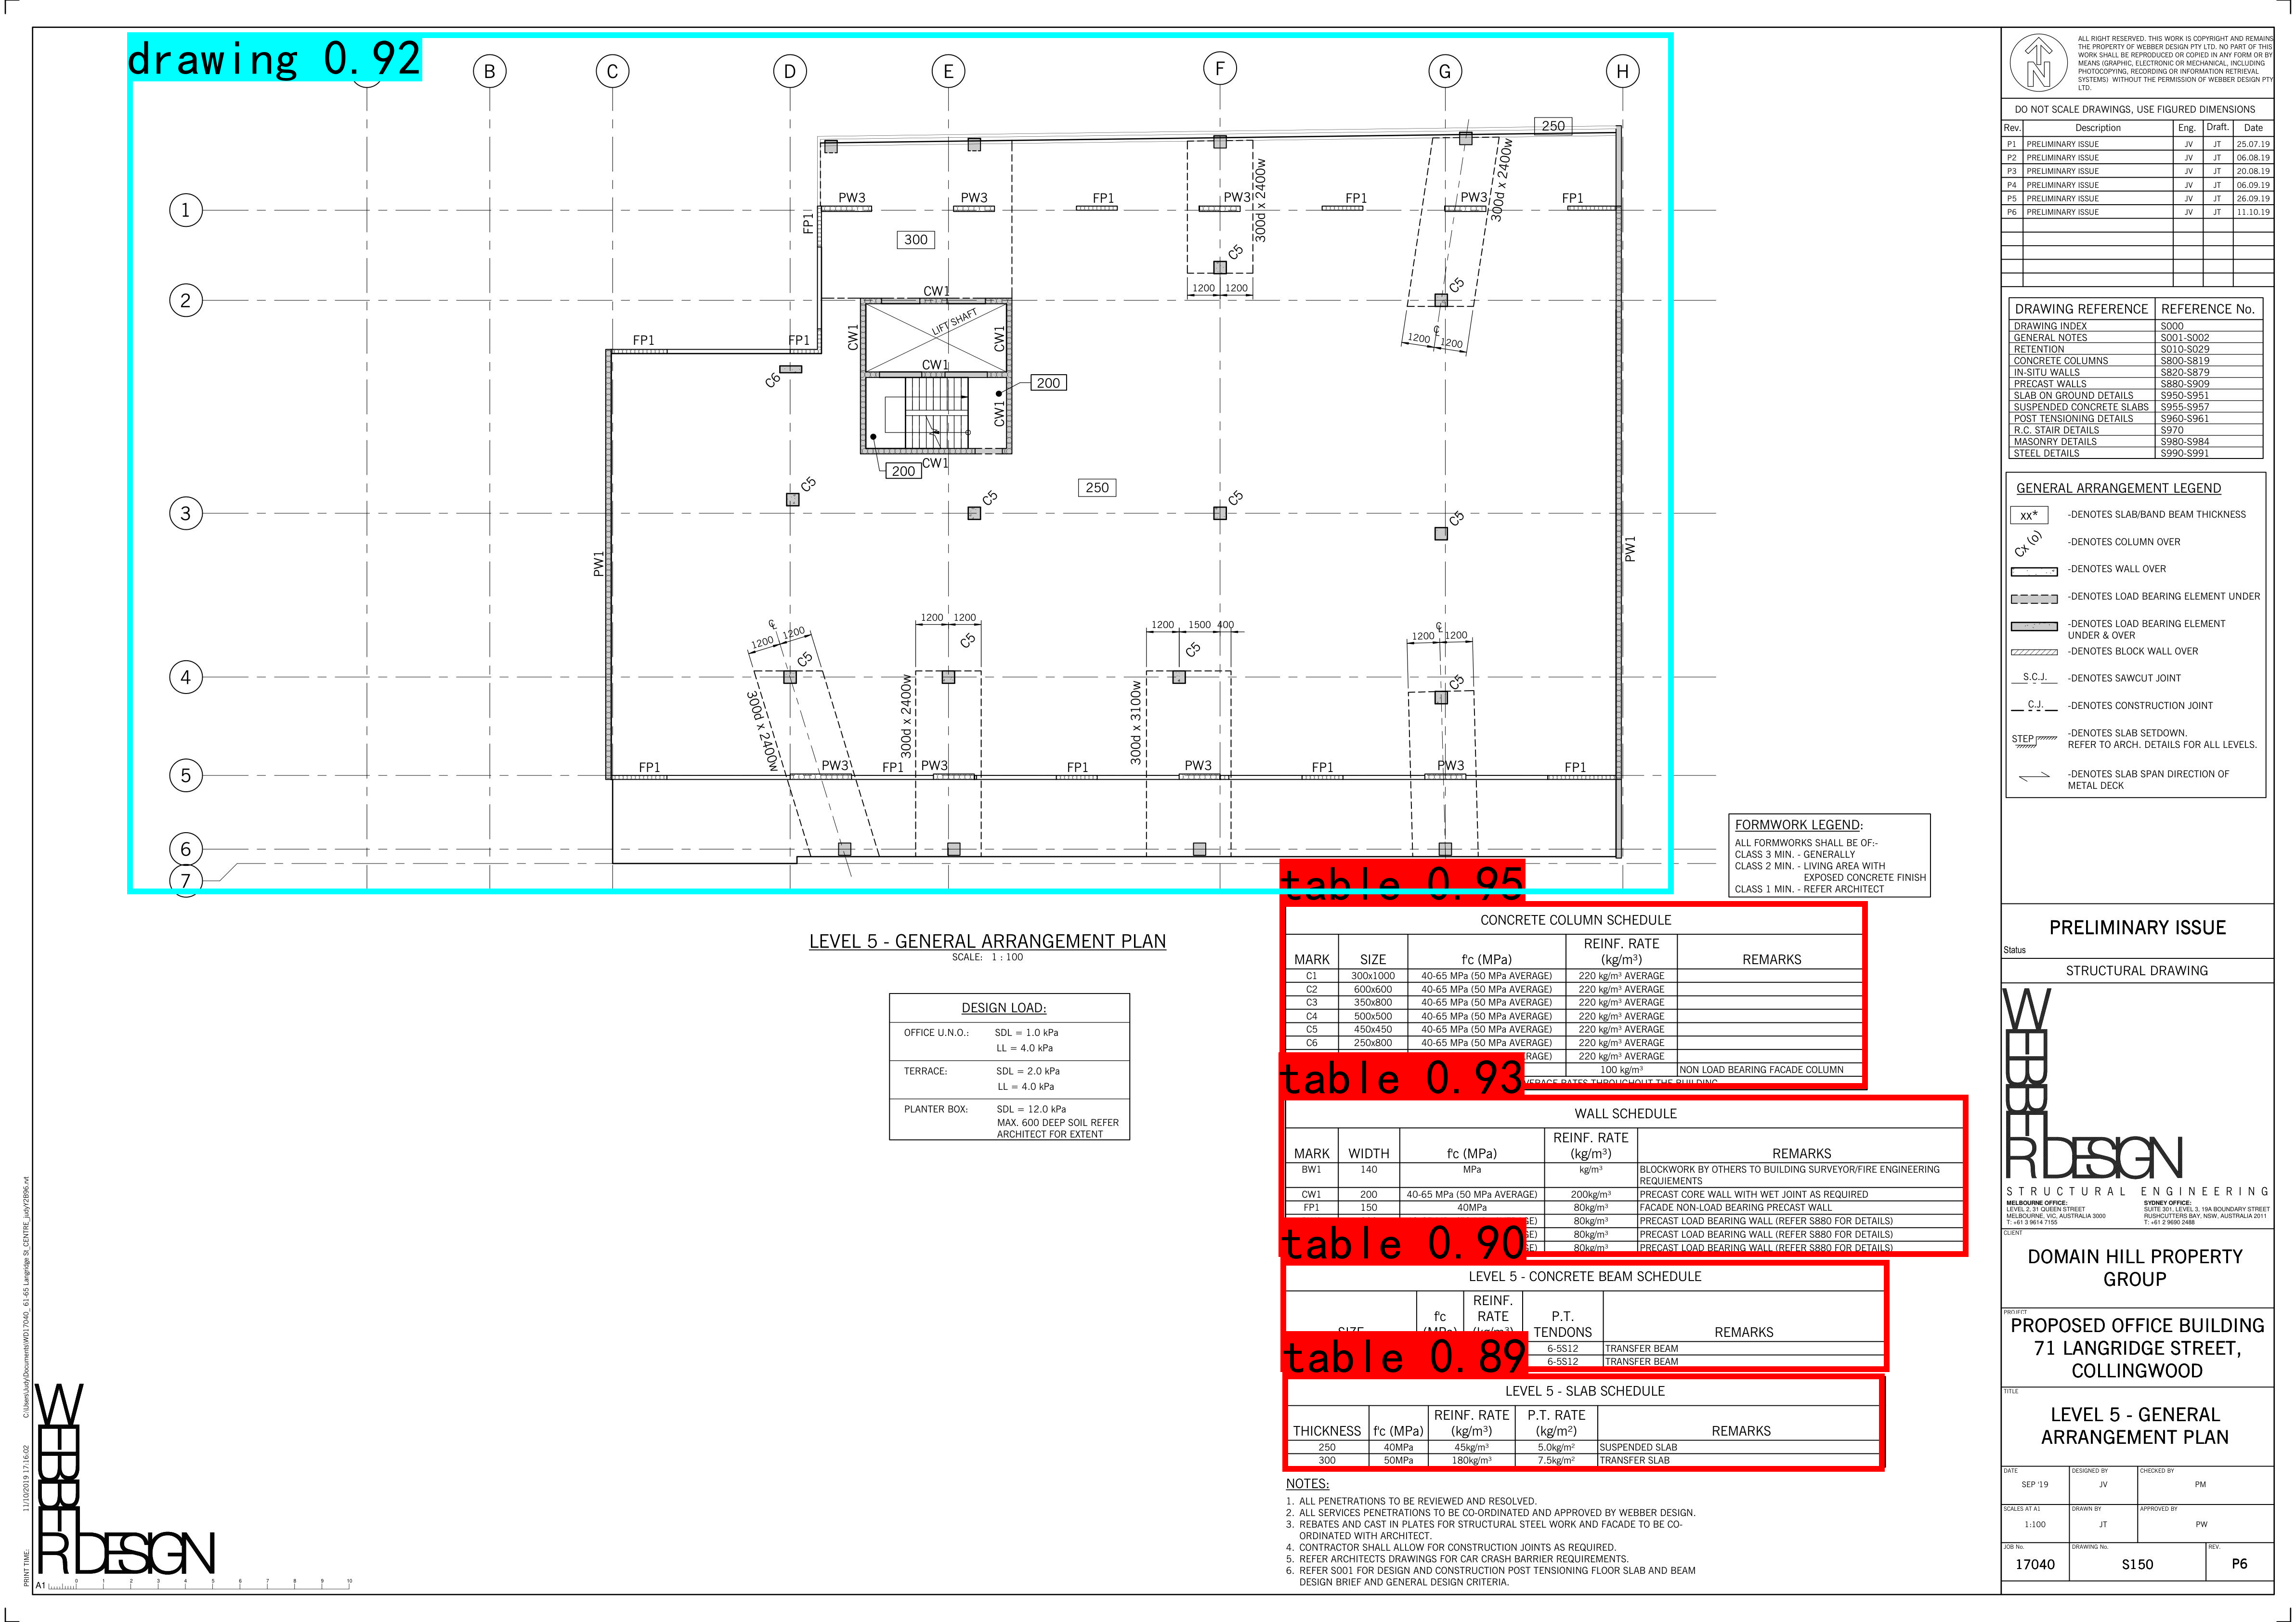 drawing 0.92
B
C
D
E
F
G
H
1
2
3
4
5
6
7
250
PW3
PW3
FP1
PW3
FP1
PW3
FP1
FP1
300d x 2400w
300d x 2400w
300
C5
C5
1200 1200
CW1
LIFT SHAFT
CW1
CW1
CL
1200 1200
FP1
FP1
CW1
C6
200
CW1
200
CW1
C5
C5
250
C5
C5
PW1
PW1
CL
1200 1200
1200 1200
1200 1500 400
CL
1200 1200
C5
C5
C5
C5
300d x 2400w
300d x 2400w
300d x 3100w
FP1
PW3
FP1
PW3
FP1
PW3
FP1
PW3
FP1
LEVEL 5 - GENERAL ARRANGEMENT PLAN
SCALE: 1 : 100
DESIGN LOAD:
OFFICE U.N.O.: SDL = 1.0 kPa
LL = 4.0 kPa
TERRACE: SDL = 2.0 kPa
LL = 4.0 kPa
PLANTER BOX: SDL = 12.0 kPa
MAX. 600 DEEP SOIL REFER
ARCHITECT FOR EXTENT
FORMWORK LEGEND:
ALL FORMWORKS SHALL BE OF:-
CLASS 3 MIN. - GENERALLY
CLASS 2 MIN. - LIVING AREA WITH
EXPOSED CONCRETE FINISH
CLASS 1 MIN. - REFER ARCHITECT
table 0.95
CONCRETE COLUMN SCHEDULE
MARK SIZE f'c (MPa) REINF. RATE (kg/m³) REMARKS
C1 300x1000 40-65 MPa (50 MPa AVERAGE) 220 kg/m³ AVERAGE
C2 600x600 40-65 MPa (50 MPa AVERAGE) 220 kg/m³ AVERAGE
C3 350x800 40-65 MPa (50 MPa AVERAGE) 220 kg/m³ AVERAGE
C4 500x500 40-65 MPa (50 MPa AVERAGE) 220 kg/m³ AVERAGE
C5 450x450 40-65 MPa (50 MPa AVERAGE) 220 kg/m³ AVERAGE
C6 250x800 40-65 MPa (50 MPa AVERAGE) 220 kg/m³ AVERAGE
220 kg/m³ AVERAGE
100 kg/m³ NON LOAD BEARING FACADE COLUMN
RATES THROUGHOUT THE BUILDING
table 0.93
WALL SCHEDULE
MARK WIDTH f'c (MPa) REINF. RATE (kg/m³) REMARKS
BW1 140 MPa kg/m³ BLOCKWORK BY OTHERS TO BUILDING SURVEYOR/FIRE ENGINEERING
REQUIEMENTS
CW1 200 40-65 MPa (50 MPa AVERAGE) 200kg/m³ PRECAST CORE WALL WITH WET JOINT AS REQUIRED
FP1 150 40MPa 80kg/m³ FACADE NON-LOAD BEARING PRECAST WALL
80kg/m³ PRECAST LOAD BEARING WALL (REFER S880 FOR DETAILS)
80kg/m³ PRECAST LOAD BEARING WALL (REFER S880 FOR DETAILS)
80kg/m³ PRECAST LOAD BEARING WALL (REFER S880 FOR DETAILS)
table 0.90
LEVEL 5 - CONCRETE BEAM SCHEDULE
f'c REINF. RATE P.T. TENDONS REMARKS
6-5S12 TRANSFER BEAM
6-5S12 TRANSFER BEAM
table 0.89
LEVEL 5 - SLAB SCHEDULE
THICKNESS f'c (MPa) REINF. RATE (kg/m³) P.T. RATE (kg/m²) REMARKS
250 40MPa 45kg/m³ 5.0kg/m² SUSPENDED SLAB
300 50MPa 180kg/m³ 7.5kg/m² TRANSFER SLAB
NOTES:
1. ALL PENETRATIONS TO BE REVIEWED AND RESOLVED.
2. ALL SERVICES PENETRATIONS TO BE CO-ORDINATED AND APPROVED BY WEBBER DESIGN.
3. REBATES AND CAST IN PLATES FOR STRUCTURAL STEEL WORK AND FACADE TO BE CO-
ORDINATED WITH ARCHITECT.
4. CONTRACTOR SHALL ALLOW FOR CONSTRUCTION JOINTS AS REQUIRED.
5. REFER ARCHITECTS DRAWINGS FOR CAR CRASH BARRIER REQUIREMENTS.
6. REFER S001 FOR DESIGN AND CONSTRUCTION POST TENSIONING FLOOR SLAB AND BEAM
DESIGN BRIEF AND GENERAL DESIGN CRITERIA.
N
ALL RIGHT RESERVED. THIS WORK IS COPYRIGHT AND REMAINS
THE PROPERTY OF WEBBER DESIGN PTY LTD. NO PART OF THIS
WORK SHALL BE REPRODUCED OR COPIED IN ANY FORM OR BY
MEANS (GRAPHIC, ELECTRONIC OR MECHANICAL, INCLUDING
PHOTOCOPYING, RECORDING OR INFORMATION RETRIEVAL
SYSTEMS) WITHOUT THE PERMISSION OF WEBBER DESIGN PTY
LTD.
DO NOT SCALE DRAWINGS, USE FIGURED DIMENSIONS
Rev. Description Eng. Draft. Date
P1 PRELIMINARY ISSUE JV JT 25.07.19
P2 PRELIMINARY ISSUE JV JT 06.08.19
P3 PRELIMINARY ISSUE JV JT 20.08.19
P4 PRELIMINARY ISSUE JV JT 06.09.19
P5 PRELIMINARY ISSUE JV JT 26.09.19
P6 PRELIMINARY ISSUE JV JT 11.10.19
DRAWING REFERENCE REFERENCE No.
DRAWING INDEX S000
GENERAL NOTES S001-S002
RETENTION S010-S029
CONCRETE COLUMNS S800-S819
IN-SITU WALLS S820-S879
PRECAST WALLS S880-S909
SLAB ON GROUND DETAILS S950-S951
SUSPENDED CONCRETE SLABS S955-S957
POST TENSIONING DETAILS S960-S961
R.C. STAIR DETAILS S970
MASONRY DETAILS S980-S984
STEEL DETAILS S990-S991
GENERAL ARRANGEMENT LEGEND
xx* -DENOTES SLAB/BAND BEAM THICKNESS
Cx (o) -DENOTES COLUMN OVER
-DENOTES WALL OVER
-DENOTES LOAD BEARING ELEMENT UNDER
-DENOTES LOAD BEARING ELEMENT
UNDER & OVER
-DENOTES BLOCK WALL OVER
S.C.J. -DENOTES SAWCUT JOINT
C.J. -DENOTES CONSTRUCTION JOINT
STEP -DENOTES SLAB SETDOWN.
REFER TO ARCH. DETAILS FOR ALL LEVELS.
-DENOTES SLAB SPAN DIRECTION OF
METAL DECK
PRELIMINARY ISSUE
Status
STRUCTURAL DRAWING
WEBBER DESIGN
STRUCTURAL ENGINEERING
MELBOURNE OFFICE:
LEVEL 2, 31 QUEEN STREET
MELBOURNE, VIC, AUSTRALIA 3000
T: +61 3 9614 7155
SYDNEY OFFICE:
SUITE 301. LEVEL 3, 19A BOUNDARY STREET
RUSHCUTTERS BAY, NSW, AUSTRALIA 2011
T: +61 2 9690 2488
CLIENT
DOMAIN HILL PROPERTY
GROUP
PROJECT
PROPOSED OFFICE BUILDING
71 LANGRIDGE STREET,
COLLINGWOOD
TITLE
LEVEL 5 - GENERAL
ARRANGEMENT PLAN
DATE DESIGNED BY CHECKED BY
SEP '19 JV PM
SCALES AT A1 DRAWN BY APPROVED BY
1:100 JT PW
JOB No. DRAWING No. REV.
17040 S150 P6
C:\Users\Judy\Documents\WD17040_ 61-65 Langridge St_CENTRE_judyY2B96.rvt
PRINT TIME: 11/10/2019 17:16:02
WEBBER DESIGN
A1 0 1 2 3 4 5 6 7 8 9 10